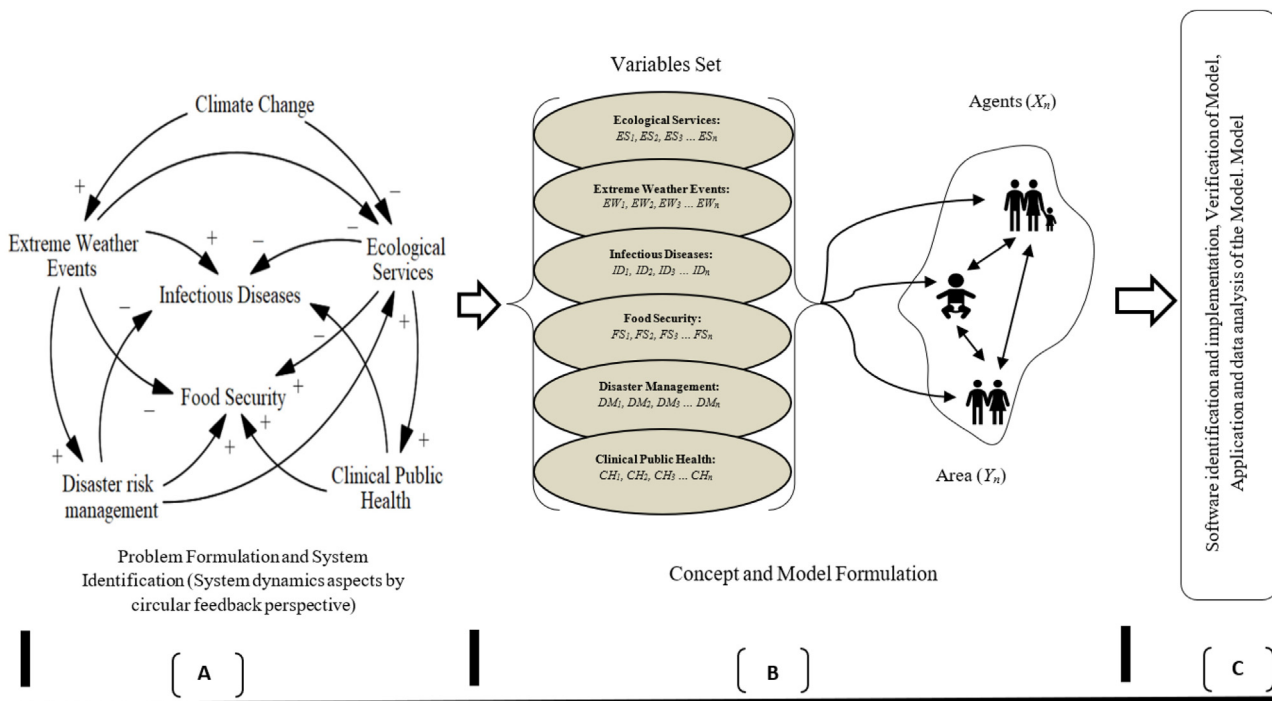 Climate Change
+
−
Extreme Weather
Events
+
−
−
Ecological
Services
Infectious Diseases
−
−
+
Food Security
+
−
+
+
+
+
Disaster risk
management
+
Clinical Public
Health
Problem Formulation and System
Identification (System dynamics aspects by
circular feedback perspective)
Variables Set
Ecological Services:
ES1, ES2, ES3 ... ESn
Extreme Weather Events:
EW1, EW2, EW3 ... EWn
Infectious Diseases:
ID1, ID2, ID3 ... IDn
Food Security:
FS1, FS2, FS3 ... FSn
Disaster Management:
DM1, DM2, DM3 ... DMn
Clinical Public Health:
CH1, CH2, CH3 ... CHn
Agents (Xn)
Area (Yn)
Concept and Model Formulation
Software identification and implementation, Verification of Model,
Application and data analysis of the Model. Model
A
B
C